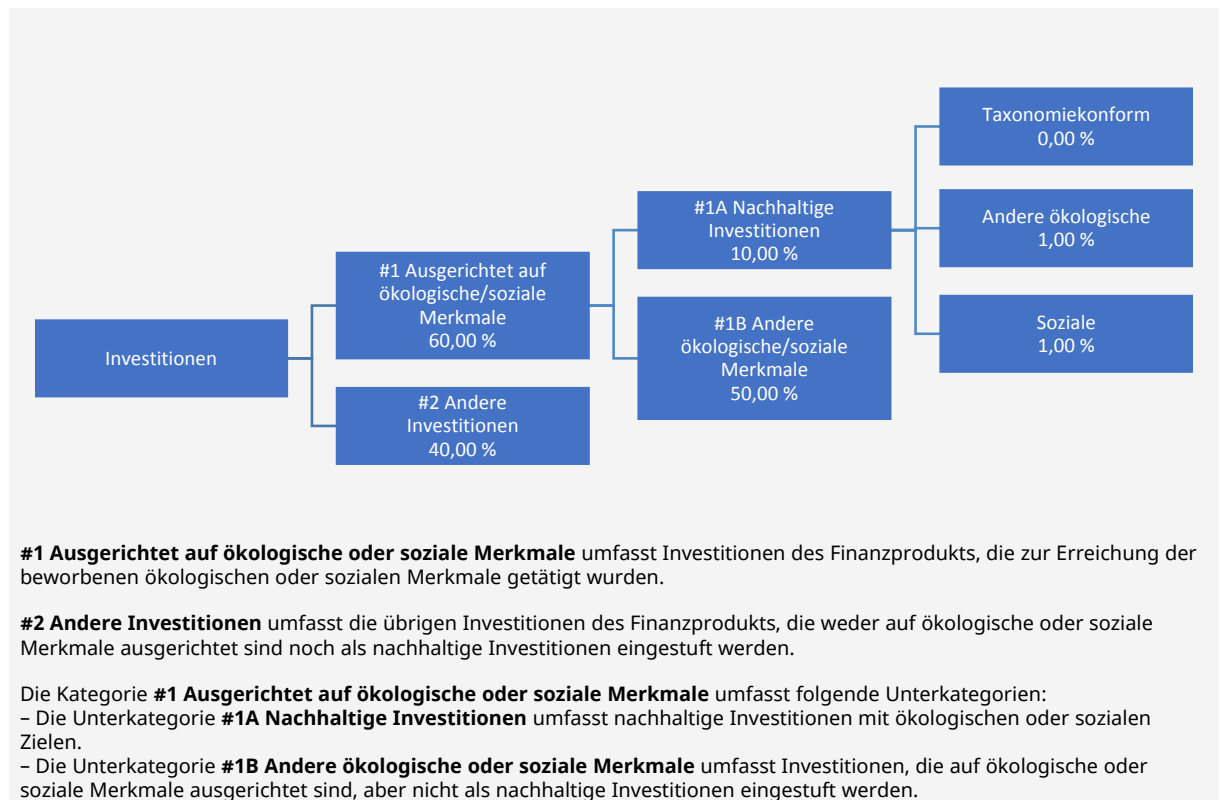 Investitionen
#1 Ausgerichtet auf
ökologische/soziale
Merkmale
60,00 %
#2 Andere
Investitionen
40,00 %
#1A Nachhaltige
Investitionen
10,00 %
#1B Andere
ökologische/soziale
Merkmale
50,00 %
Taxonomiekonform
0,00 %
Andere ökologische
1,00 %
Soziale
1,00 %
#1 Ausgerichtet auf ökologische oder soziale Merkmale umfasst Investitionen des Finanzprodukts, die zur Erreichung der
beworbenen ökologischen oder sozialen Merkmale getätigt wurden.
#2 Andere Investitionen umfasst die übrigen Investitionen des Finanzprodukts, die weder auf ökologische oder soziale
Merkmale ausgerichtet sind noch als nachhaltige Investitionen eingestuft werden.
Die Kategorie #1 Ausgerichtet auf ökologische oder soziale Merkmale umfasst folgende Unterkategorien:
– Die Unterkategorie #1A Nachhaltige Investitionen umfasst nachhaltige Investitionen mit ökologischen oder sozialen
Zielen.
– Die Unterkategorie #1B Andere ökologische oder soziale Merkmale umfasst Investitionen, die auf ökologische oder
soziale Merkmale ausgerichtet sind, aber nicht als nachhaltige Investitionen eingestuft werden.